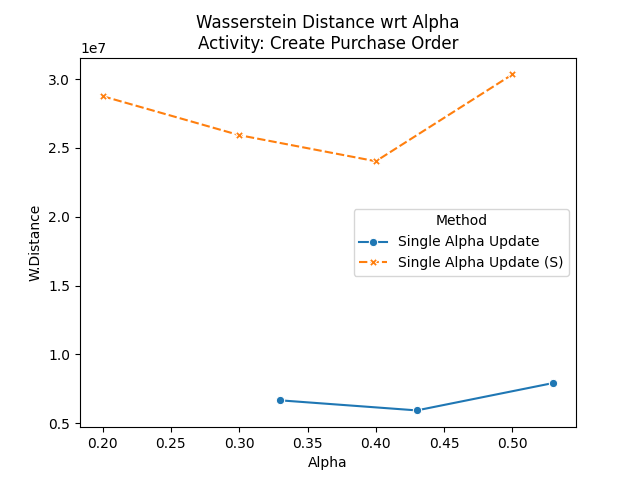 Wasserstein Distance wrt Alpha
Activity: Create Purchase Order
1e7
3.0
2.5
2.0
1.5
1.0
0.5
W.Distance
Method
Single Alpha Update
Single Alpha Update (S)
0.20 0.25 0.30 0.35 0.40 0.45 0.50
Alpha